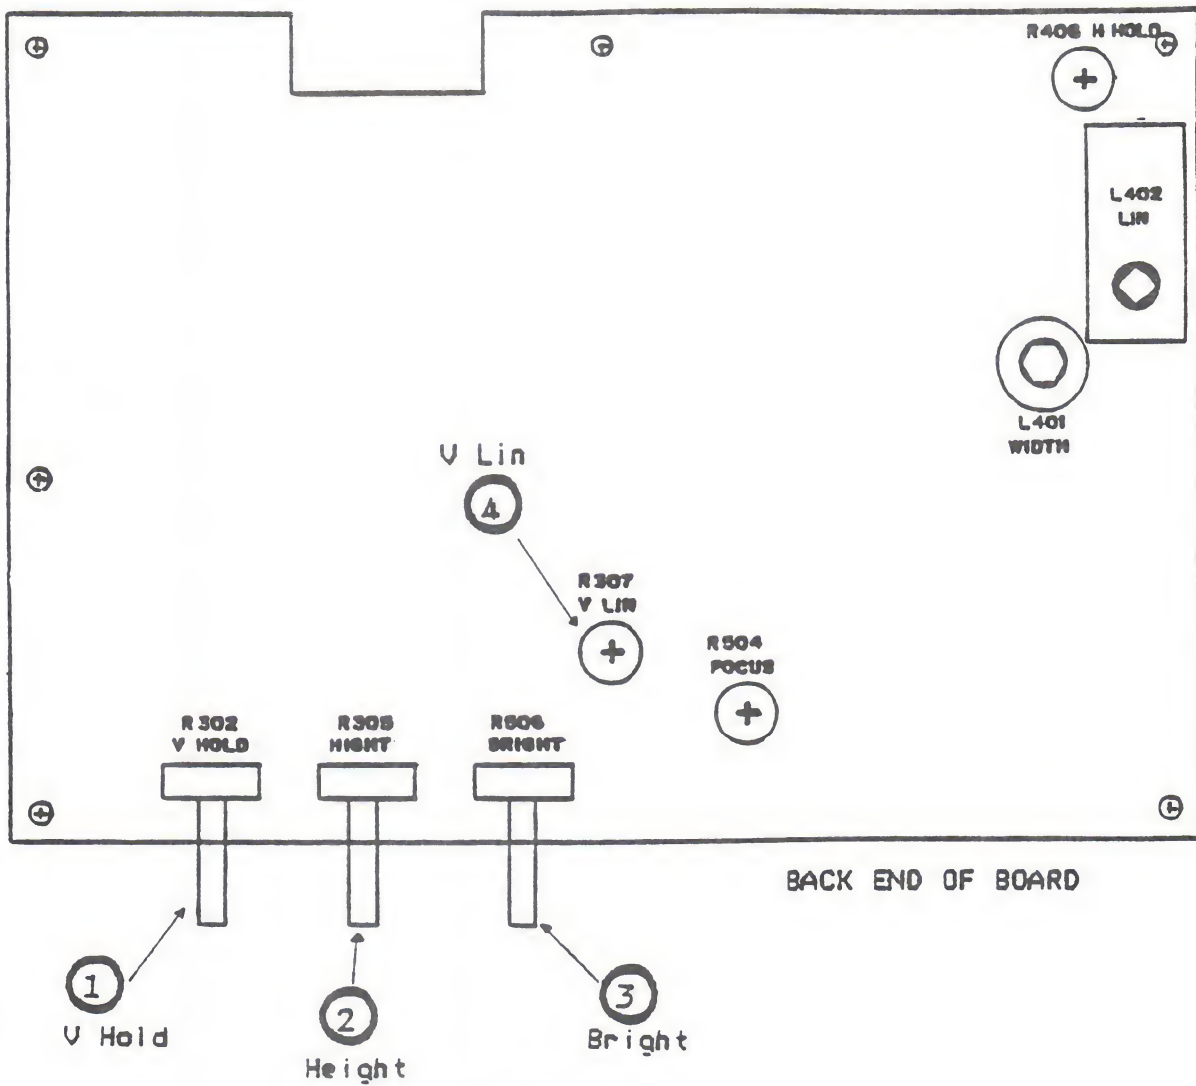 R406 H HOLD
L402
LIN
L401
WIDTH
V Lin
4
R307
V LIN
R504
FOCUS
R302
V HOLD
R305
HIGHT
R506
BRIGHT
BACK END OF BOARD
1
V Hold
2
Height
3
Bright